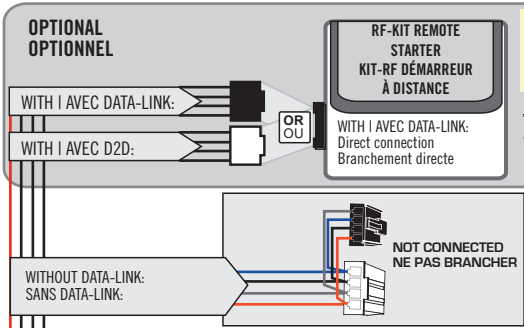 OPTIONAL
OPTIONNEL
RF-KIT REMOTE
STARTER
KIT-RF DÉMARREUR
À DISTANCE
WITH | AVEC DATA-LINK:
OR
OU
WITH | AVEC DATA-LINK:
Direct connection
Branchement directe
WITH | AVEC D2D:
NOT CONNECTED
NE PAS BRANCHER
WITHOUT DATA-LINK:
SANS DATA-LINK: